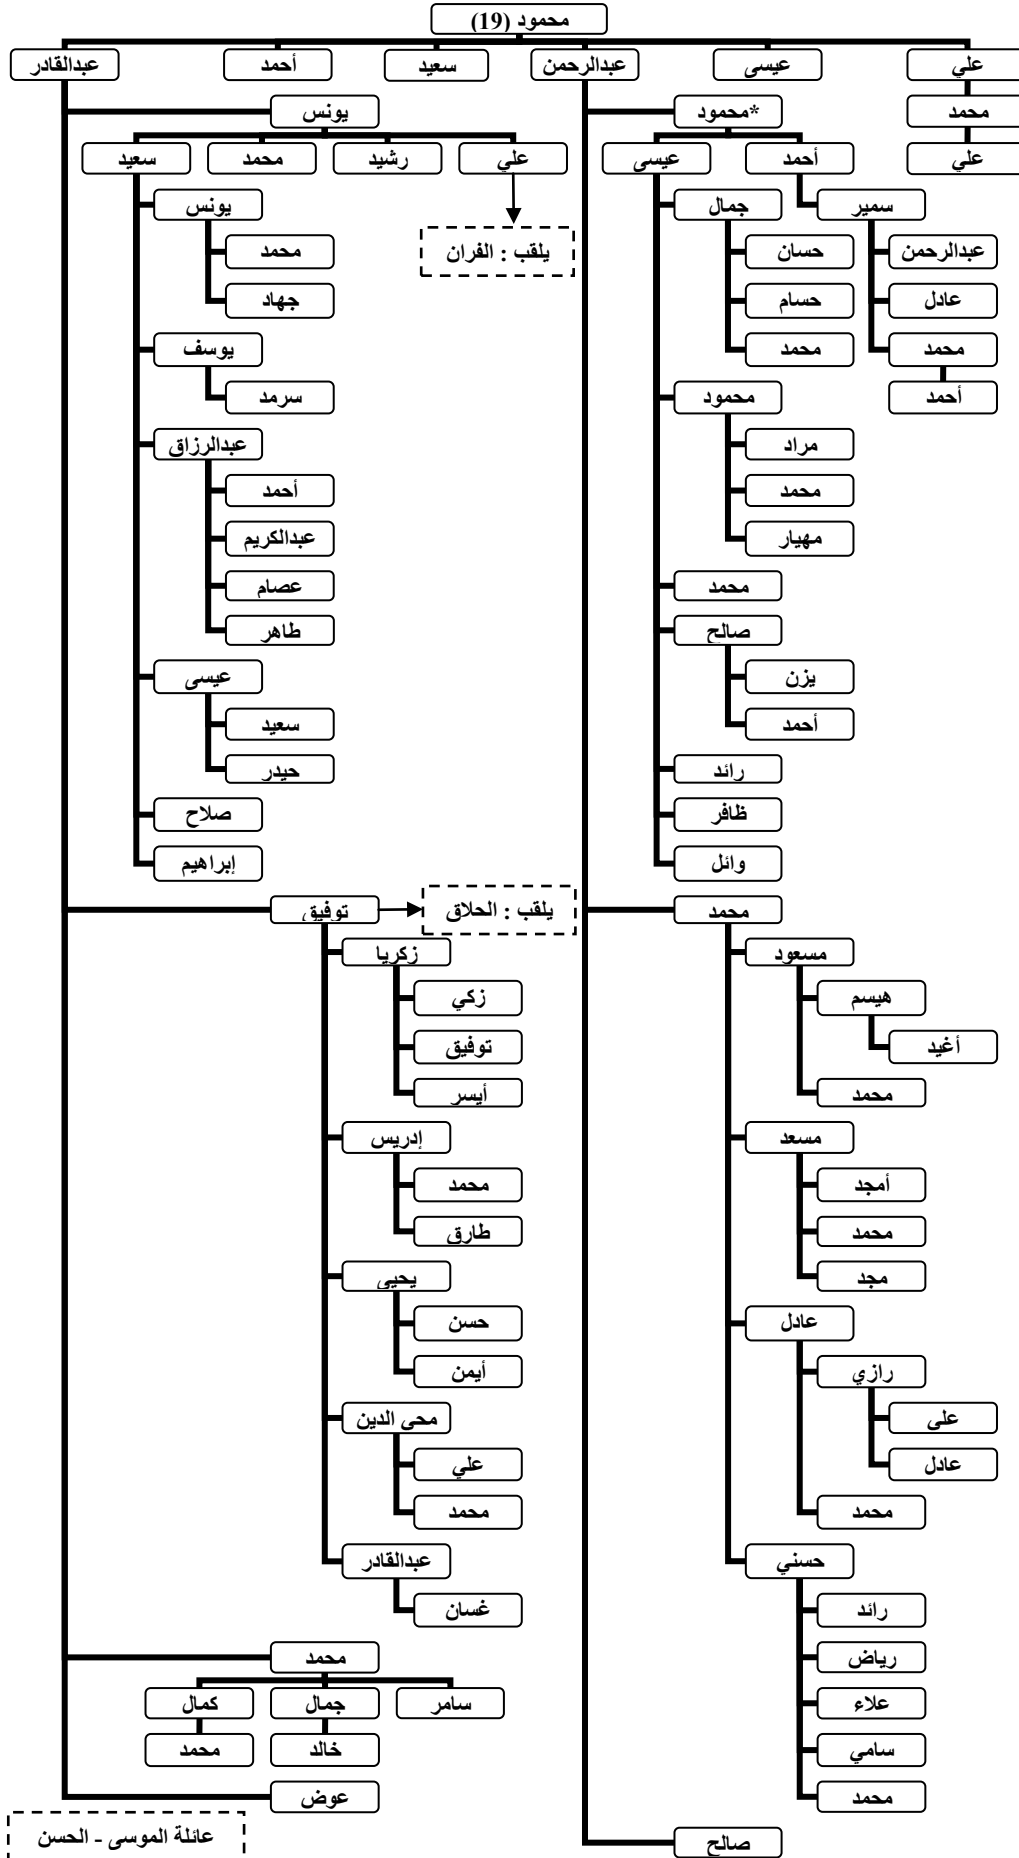 محمود (19)
علي
عيسى
عبدالرحمن
سعيد
أحمد
عبدالقادر
محمد
علي
*محمود
أحمد
عيسى
سمير
عبدالرحمن
عادل
محمد
أحمد
جمال
حسان
حسام
محمد
محمود
مراد
محمد
مهيار
محمد
صالح
يزن
أحمد
رائد
ظافر
وائل
محمد
مسعود
هيسم
أغيد
محمد
مسعد
أمجد
محمد
مجد
عادل
رازي
على
عادل
محمد
حسني
رائد
رياض
علاء
سامي
محمد
صالح
يونس
علي
رشيد
محمد
سعيد
يلقب : الفران
يونس
محمد
جهاد
يوسف
سرمد
عبدالرزاق
أحمد
عبدالكريم
عصام
طاهر
عيسى
سعيد
حيدر
صلاح
إبراهيم
توفيق
يلقب : الحلاق
زكريا
زكي
توفيق
أيسر
إدريس
محمد
طارق
يحيى
حسن
أيمن
محي الدين
علي
محمد
عبدالقادر
غسان
محمد
سامر
جمال
كمال
خالد
محمد
عوض
عائلة الموسى - الحسن